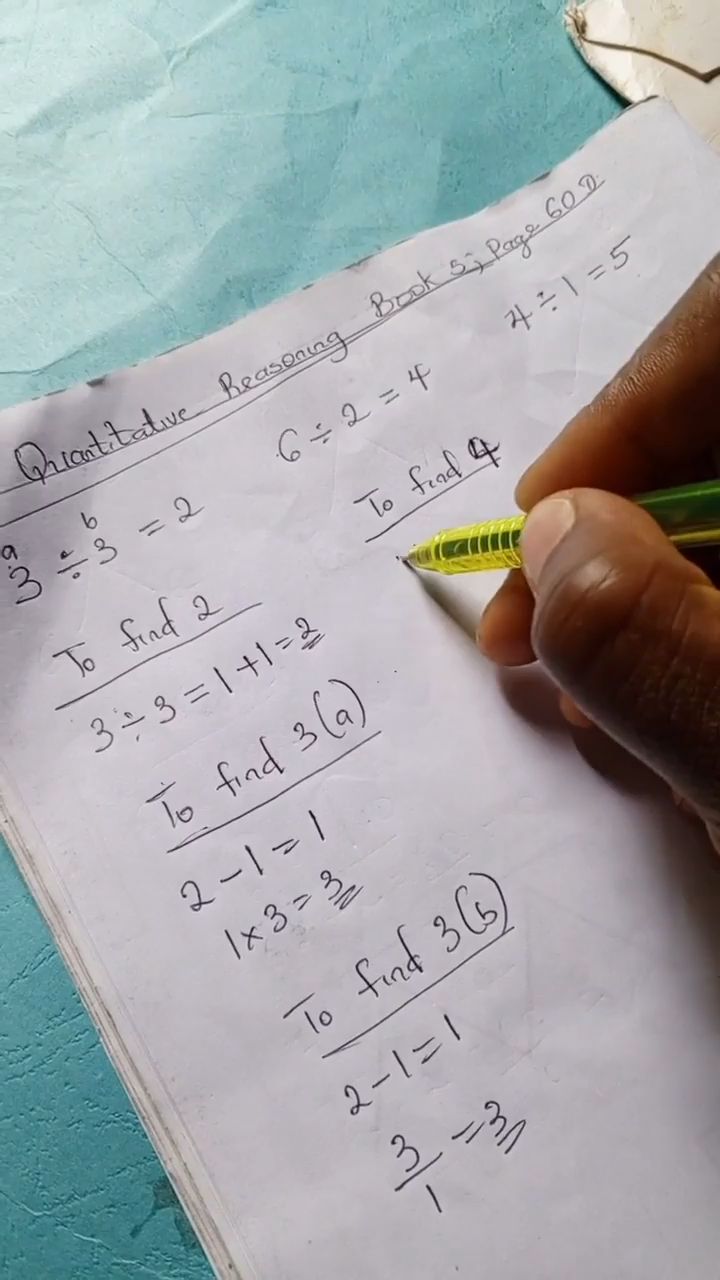 Quantitative Reasoning Book 5; Page 60 D
a b
3 ÷ 3 = 2
6 ÷ 2 = 4
4 ÷ 1 = 5
To find 2
3 ÷ 3 = 1 + 1 = 2
To find 3(a)
2 - 1 = 1
1 x 3 = 3
To find 3(b)
2 - 1 = 1
3/1 = 3
To find 4